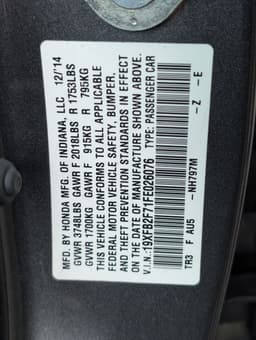 MFD. BY HONDA MFG. OF INDIANA, LLC 12/14
GVWR 3748LBS GAWR F 2018LBS R 1753LBS
GVWR 1700KG GAWR F 915KG R 795KG
THIS VEHICLE CONFORMS TO ALL APPLICABLE
FEDERAL MOTOR VEHICLE SAFETY, BUMPER,
AND THEFT PREVENTION STANDARDS IN EFFECT
ON THE DATE OF MANUFACTURE SHOWN ABOVE.
V.I.N.: 19XFB2F71FE026076 TYPE: PASSENGER CAR
TR3 F AU5 -NH797M -Z -E